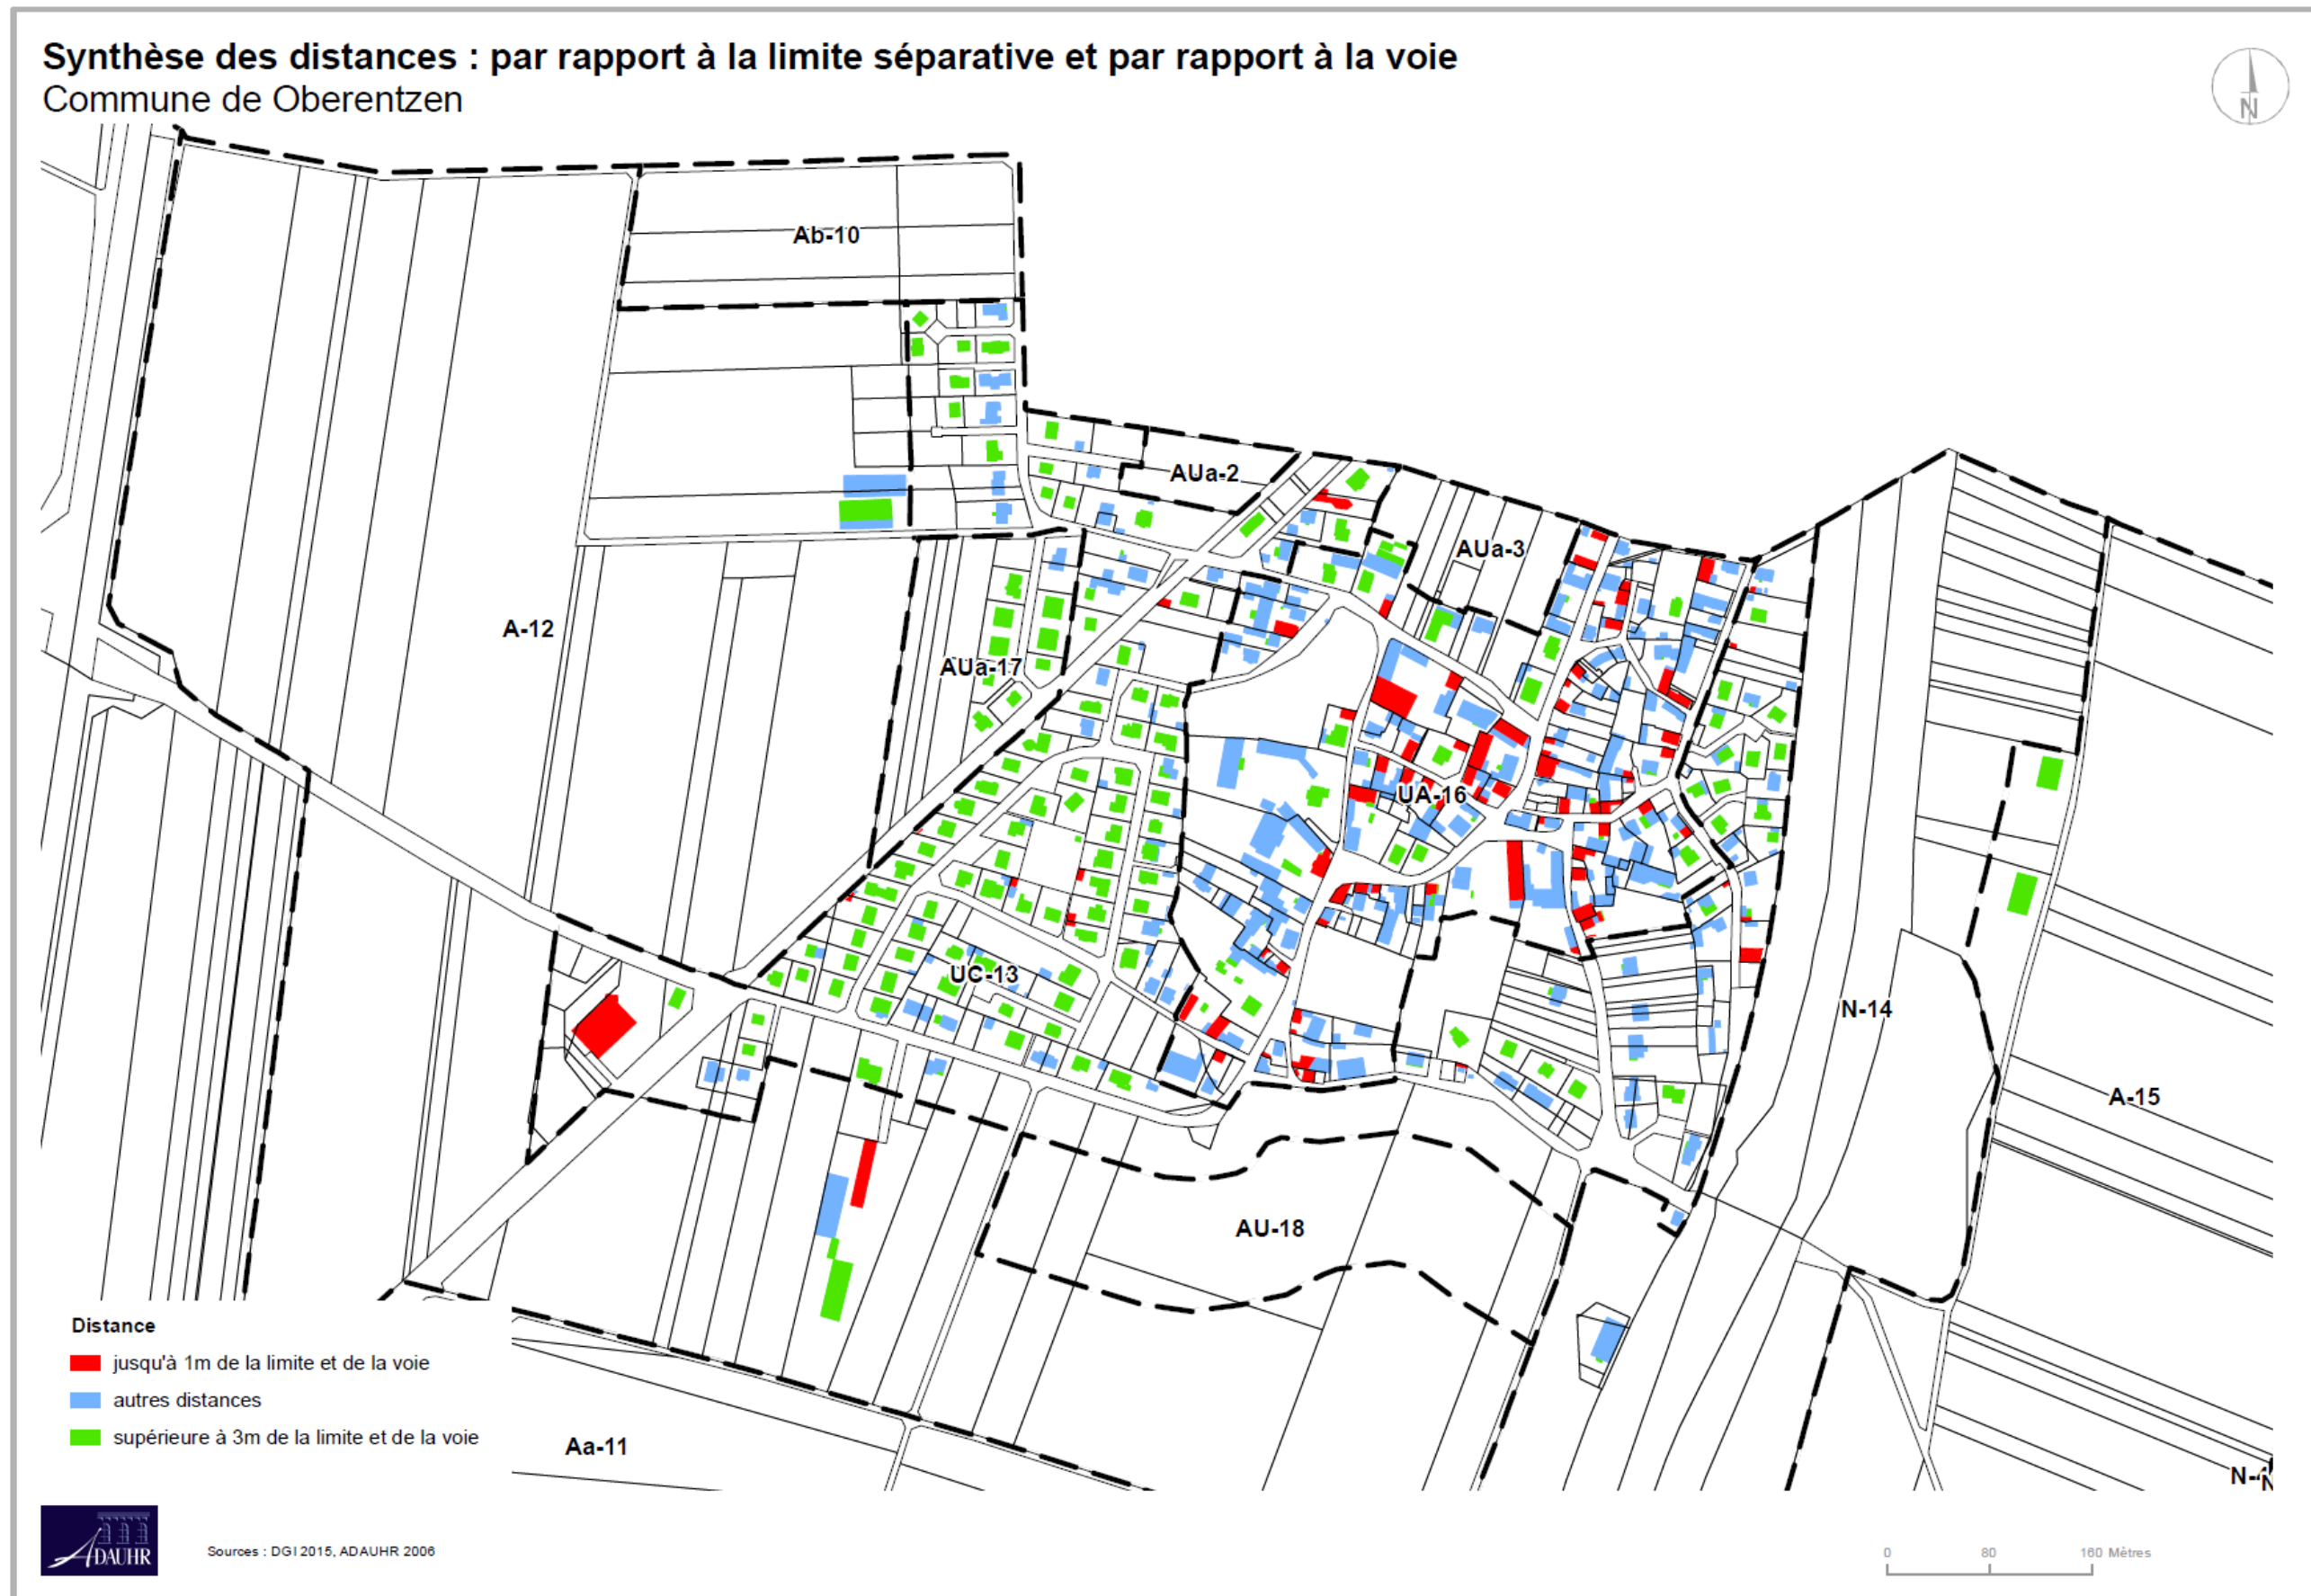 Synthèse des distances : par rapport à la limite séparative et par rapport à la voie
Commune de Oberentzen
N
Ab-10
AUa-2
AUa-3
A-12
AUa-17
UA-16
UC-13
N-14
A-15
AU-18
Aa-11
Distance
jusqu'à 1m de la limite et de la voie
autres distances
supérieure à 3m de la limite et de la voie
ADAUHR
Sources : DGI 2015, ADAUHR 2006
0 80 160 Mètres